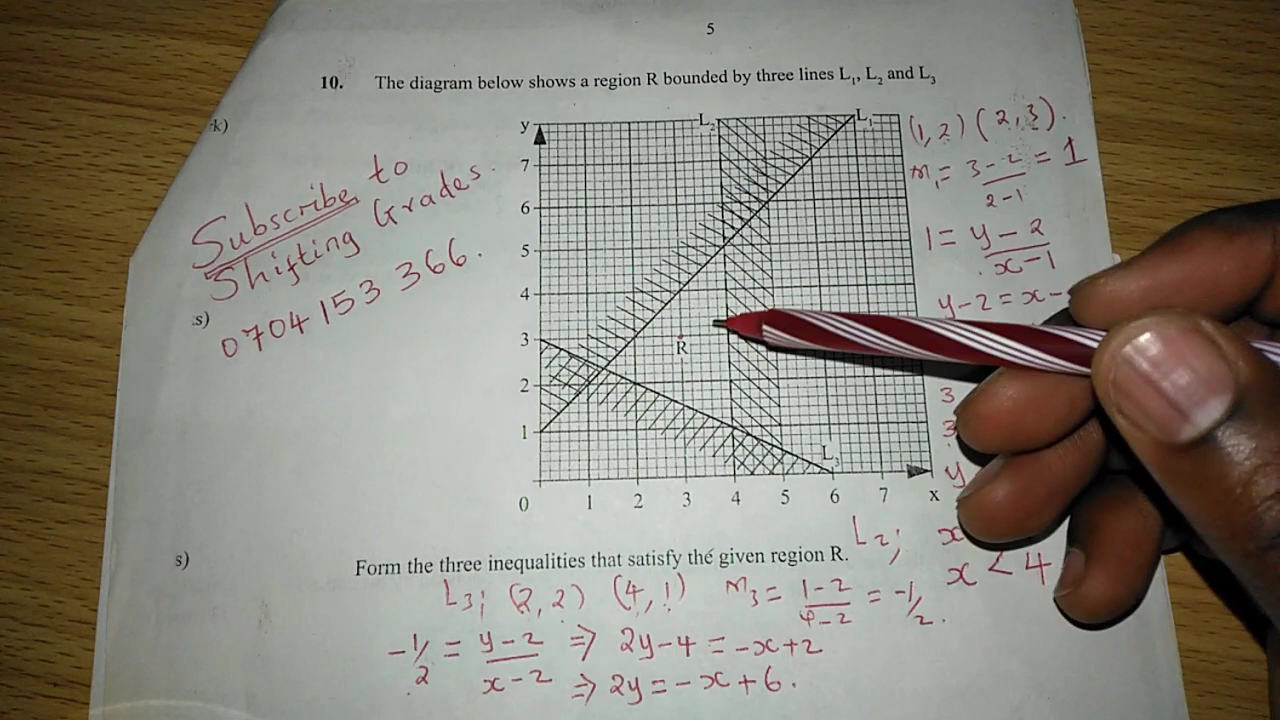 5
10. The diagram below shows a region R bounded by three lines L₁, L₂ and L₃
k)
Subscribe to
Shifting Grades.
0704 153 366.
s)
y
L₂
L₁
7
6
5
4
3
2
1
0
R
L₃
1 2 3 4 5 6 7 x
(1,2) (2,3).
m₁ = 3-2/2-1 = 1
1 = y-2/x-1
y-2 = x-
3
3
y
s)
Form the three inequalities that satisfy the given region R.
L₂; x
x < 4
L₃; (2,2) (4,1) m₃ = 1-2/4-2 = -1/2.
-1/2 = y-2/x-2 ⇒ 2y-4 = -x+2
⇒ 2y = -x+6.